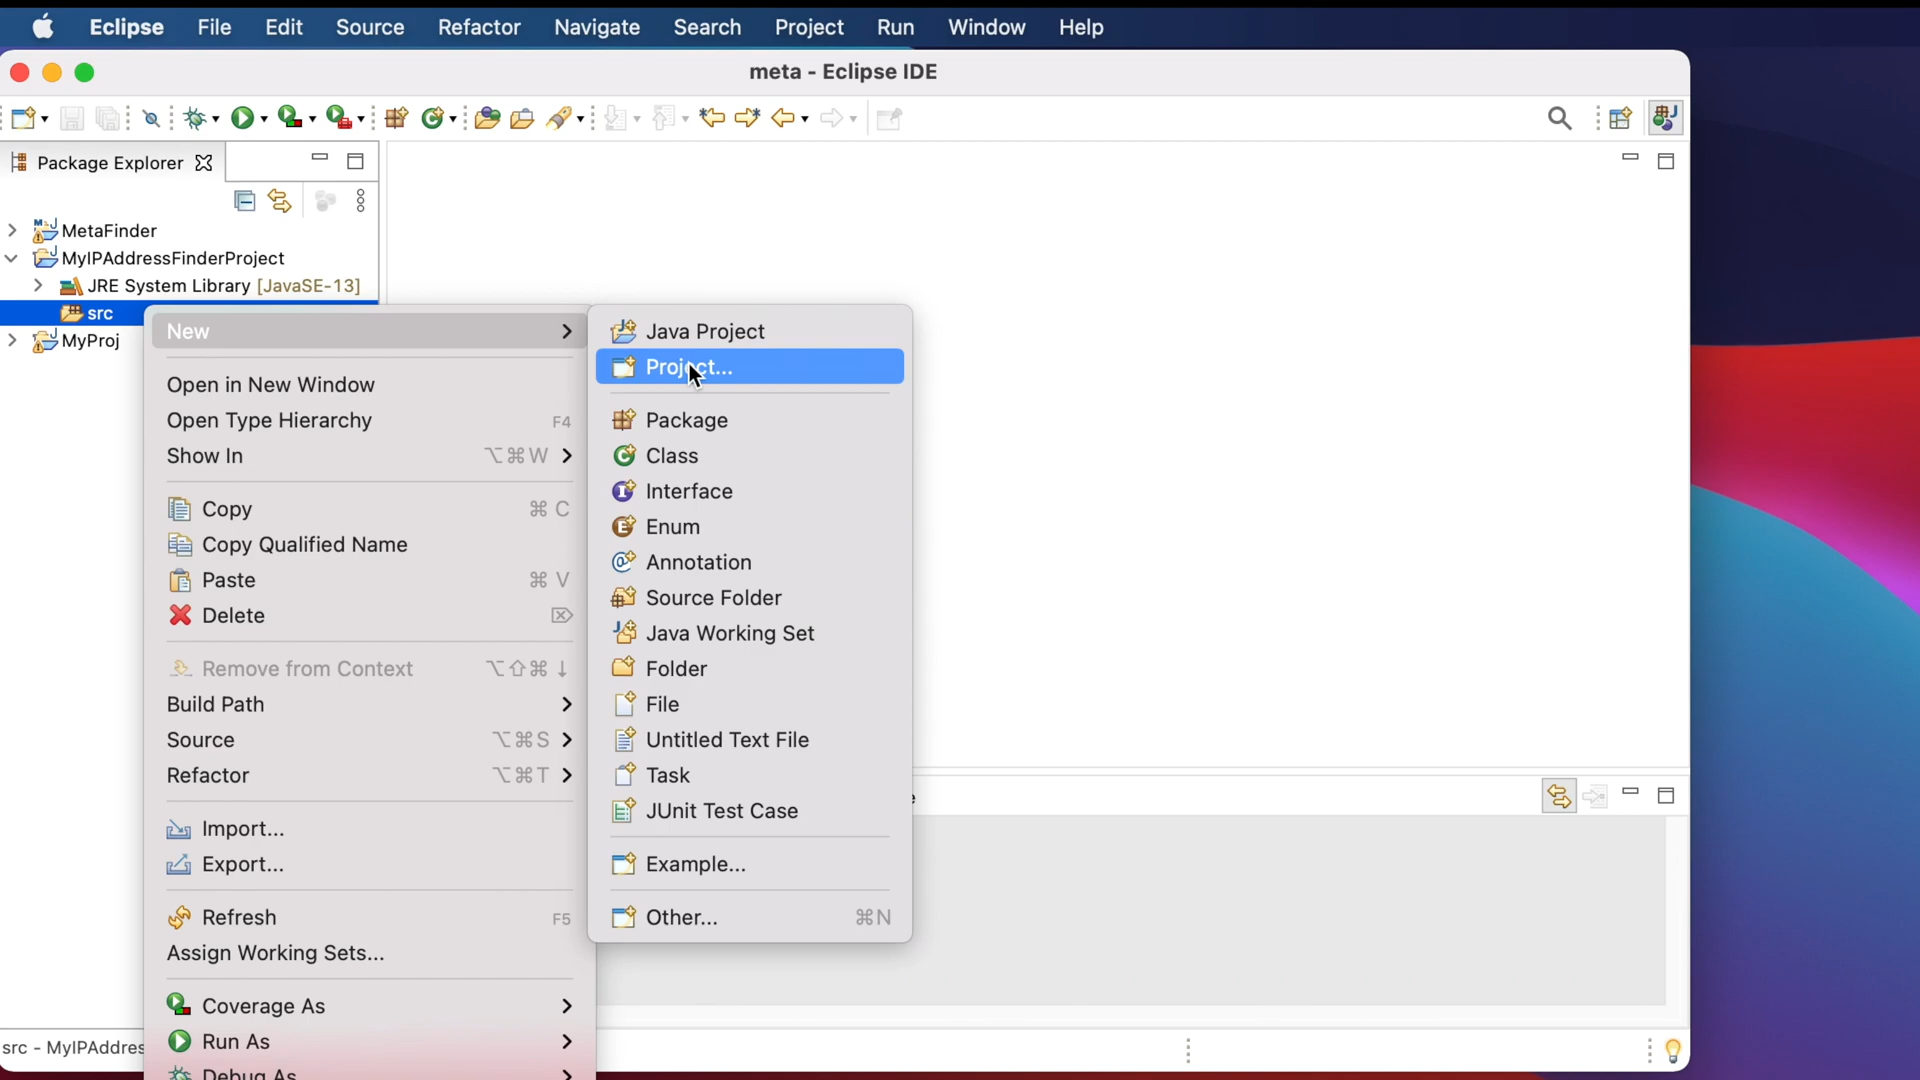 Eclipse File Edit Source Refactor Navigate Search Project Run Window Help
meta - Eclipse IDE
Package Explorer
MetaFinder
MyIPAddressFinderProject
JRE System Library [JavaSE-13]
src
MyProj
New
Open in New Window
Open Type Hierarchy F4
Show In ⌥⌘W
Copy ⌘ C
Copy Qualified Name
Paste ⌘ V
Delete ⌦
Remove from Context ⌥⇧⌘↓
Build Path
Source ⌥⌘S
Refactor ⌥⌘T
Import...
Export...
Refresh F5
Assign Working Sets...
Coverage As
Run As
Debug As
Java Project
Project...
Package
Class
Interface
Enum
Annotation
Source Folder
Java Working Set
Folder
File
Untitled Text File
Task
JUnit Test Case
Example...
Other... ⌘N
src - MyIPAddres